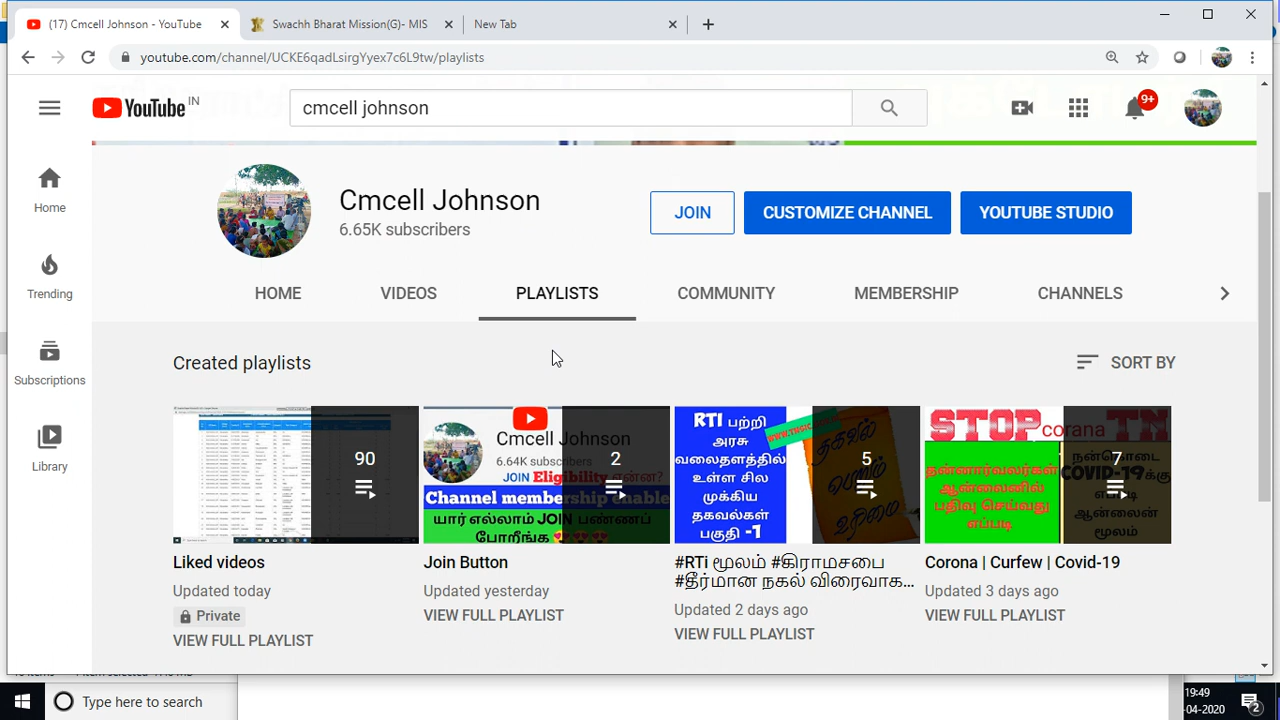 (17) Cmcell Johnson - YouTube
Swachh Bharat Mission(G)- MIS
New Tab
youtube.com/channel/UCKE6qadLsirgYyex7c6L9tw/playlists
YouTube IN
cmcell johnson
9+
Home
Trending
Subscriptions
Library
Cmcell Johnson
6.65K subscribers
JOIN
CUSTOMIZE CHANNEL
YOUTUBE STUDIO
HOME
VIDEOS
PLAYLISTS
COMMUNITY
MEMBERSHIP
CHANNELS
Created playlists
SORT BY
90
Cmcell Johnson
JOIN Eligibility
Channel membership
யார் எல்லாம் JOIN பண்ண
போறீங்க
2
RTi பற்றி
அரசு
வலைதளத்தில்
உள்ள சில
முக்கிய
தகவல்கள்
பகுதி -1
5
STOP corona
தன்னார்வலர்கள்
ஆன்லைனில்
பதிவு செய்வது
எப்படி
மூலம்
7
Liked videos
Updated today
Private
VIEW FULL PLAYLIST
Join Button
Updated yesterday
VIEW FULL PLAYLIST
#RTi மூலம் #கிராமசபை
#தீர்மான நகல் விரைவாக...
Updated 2 days ago
VIEW FULL PLAYLIST
Corona | Curfew | Covid-19
Updated 3 days ago
VIEW FULL PLAYLIST
Type here to search
19:49
-04-2020
2